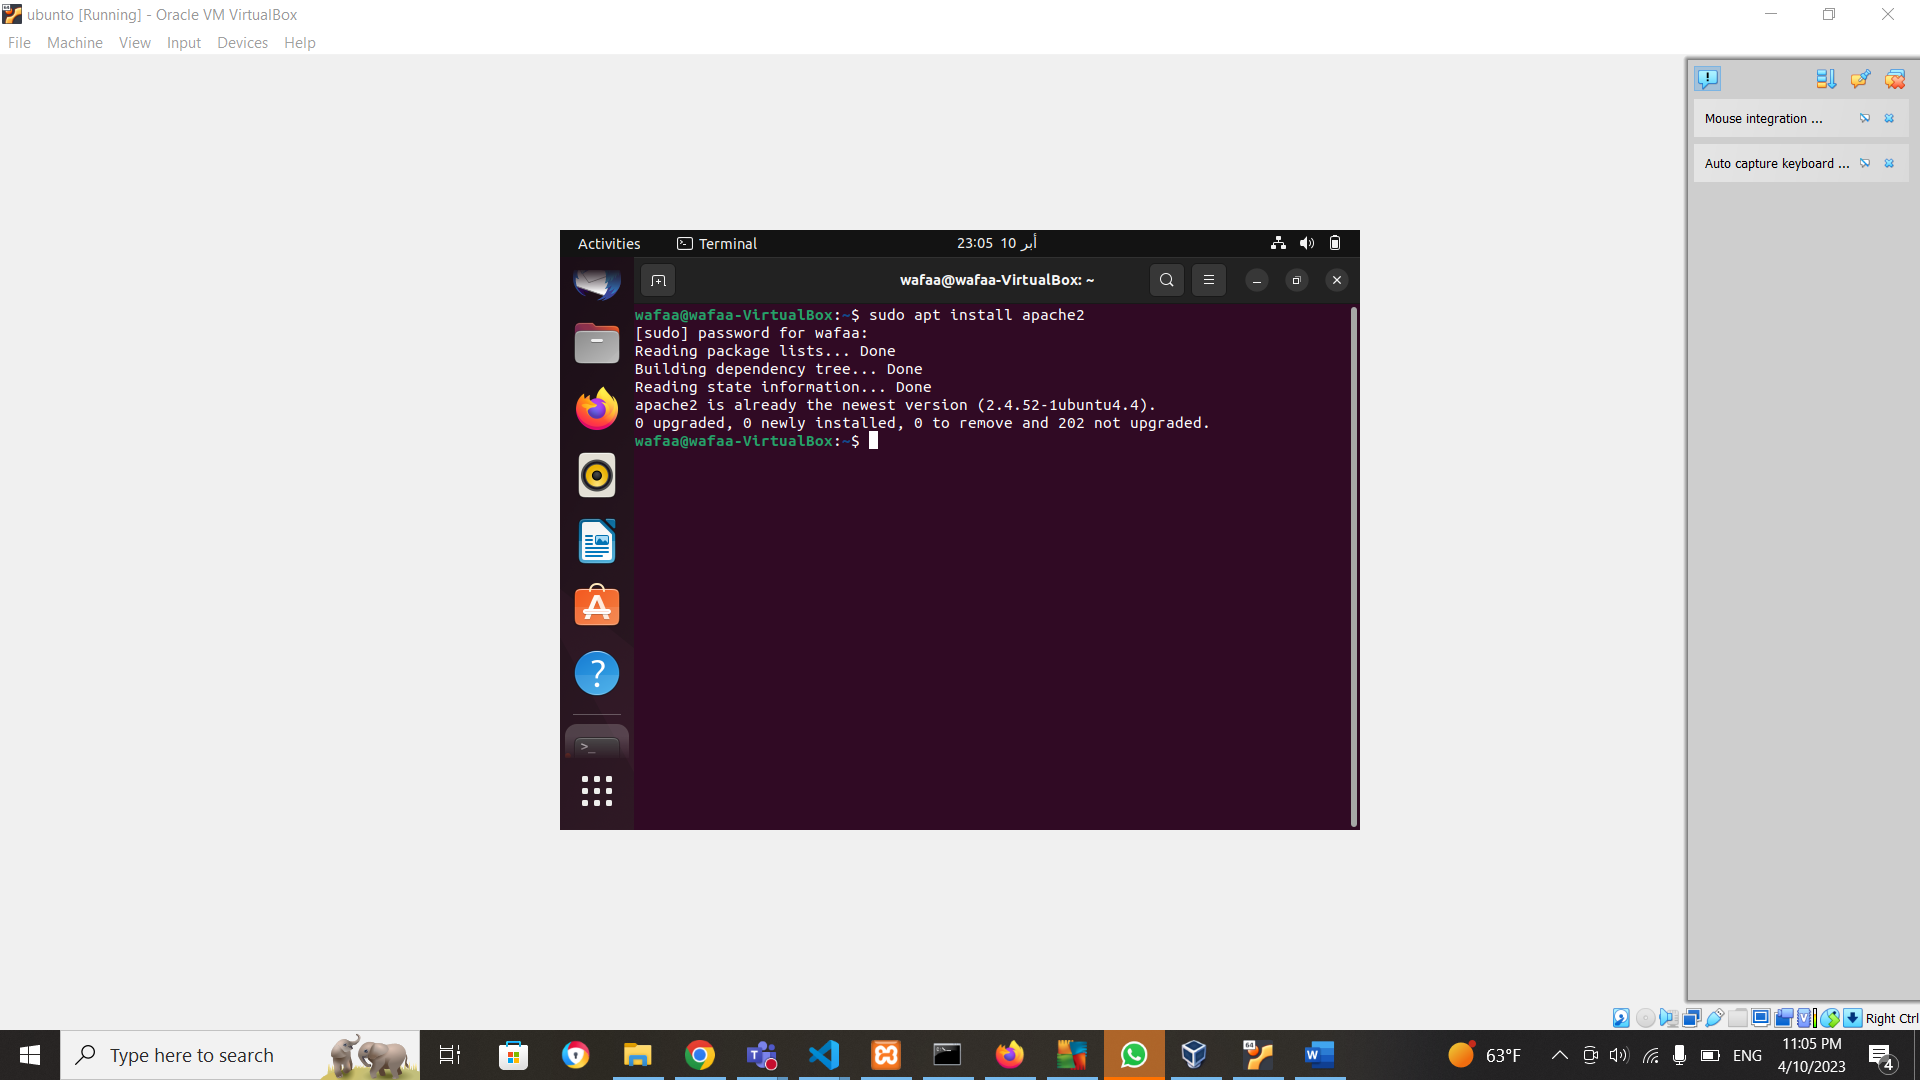 ubunto [Running] - Oracle VM VirtualBox
File Machine View Input Devices Help
Mouse integration ...
Auto capture keyboard ...
Activities Terminal 23:05 10 أبر
wafaa@wafaa-VirtualBox: ~
wafaa@wafaa-VirtualBox:~$ sudo apt install apache2
[sudo] password for wafaa:
Reading package lists... Done
Building dependency tree... Done
Reading state information... Done
apache2 is already the newest version (2.4.52-1ubuntu4.4).
0 upgraded, 0 newly installed, 0 to remove and 202 not upgraded.
wafaa@wafaa-VirtualBox:~$
Right Ctrl
Type here to search
63°F
ENG
11:05 PM
4/10/2023
4